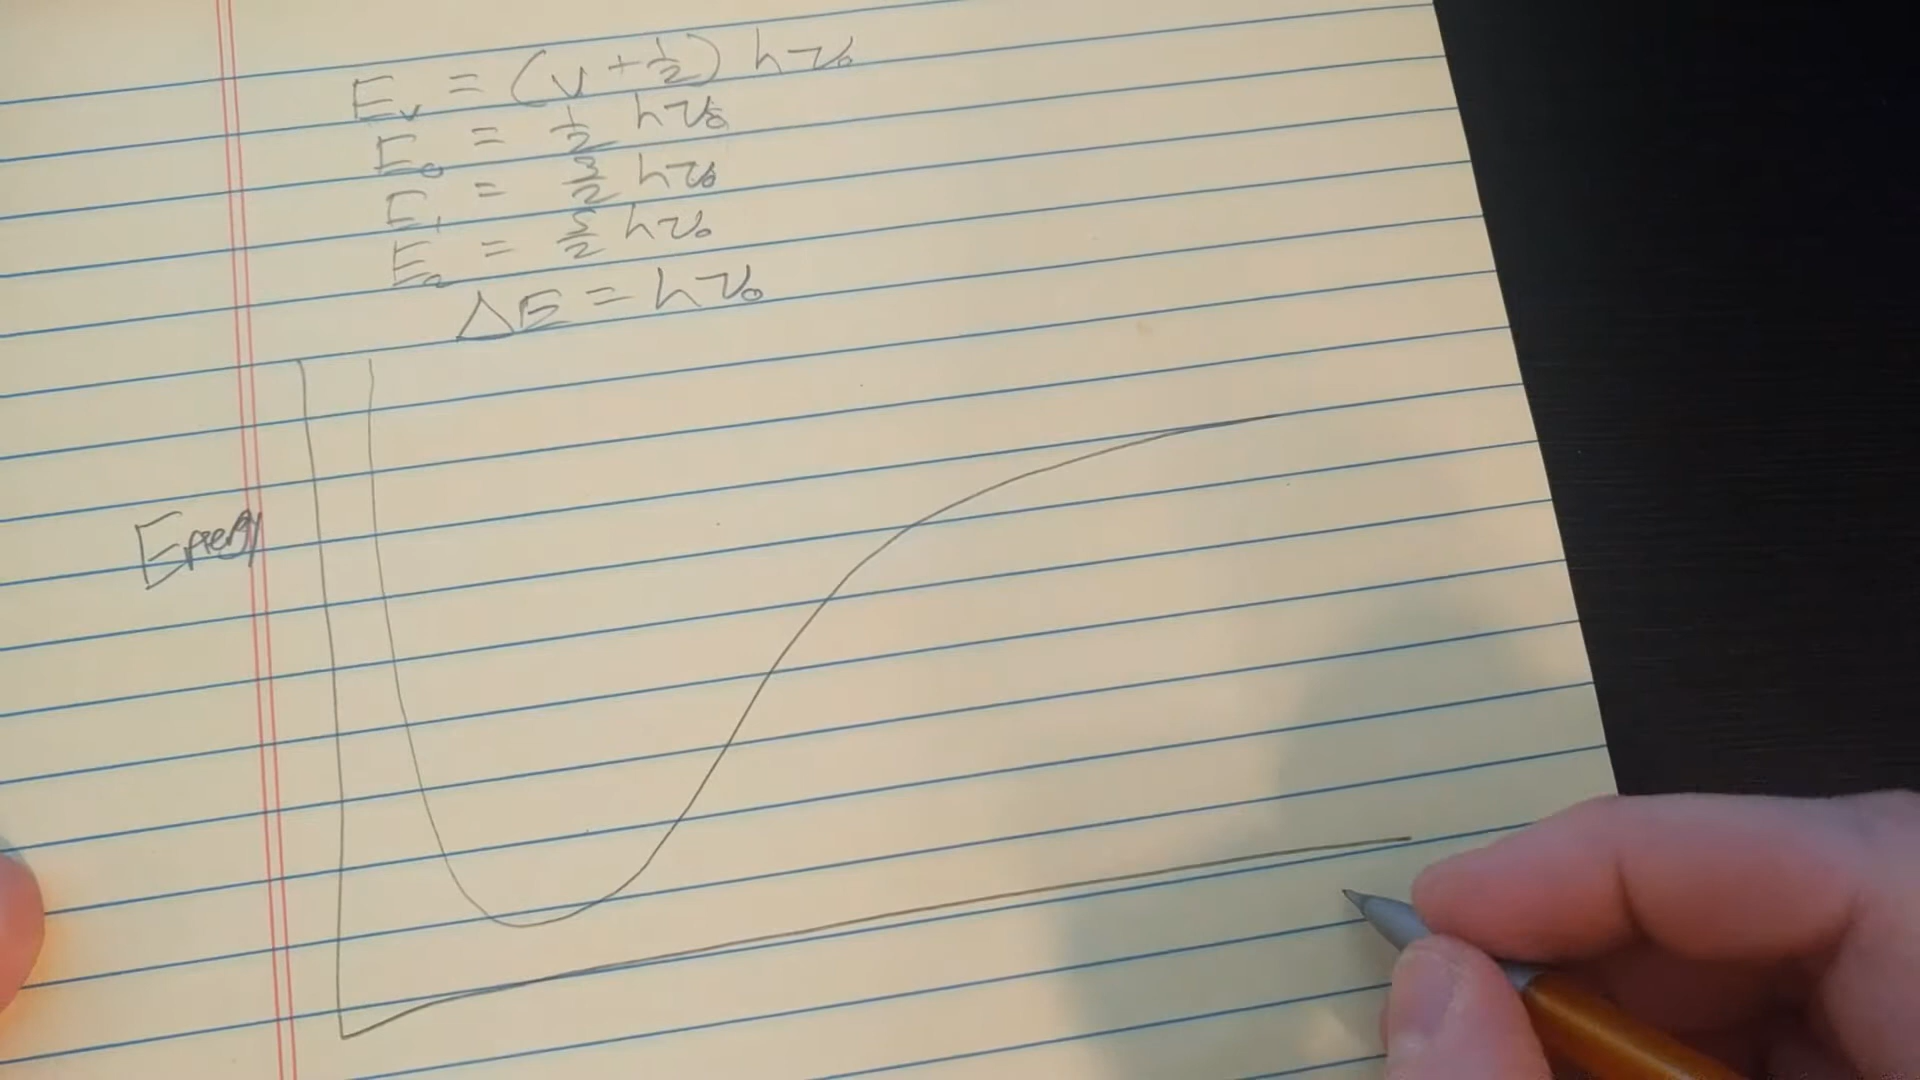 Ev = (v + 1/2) hν₀
E₀ = 1/2 hν₀
E₁ = 3/2 hν₀
E₂ = 5/2 hν₀
ΔE = hν₀
Energy